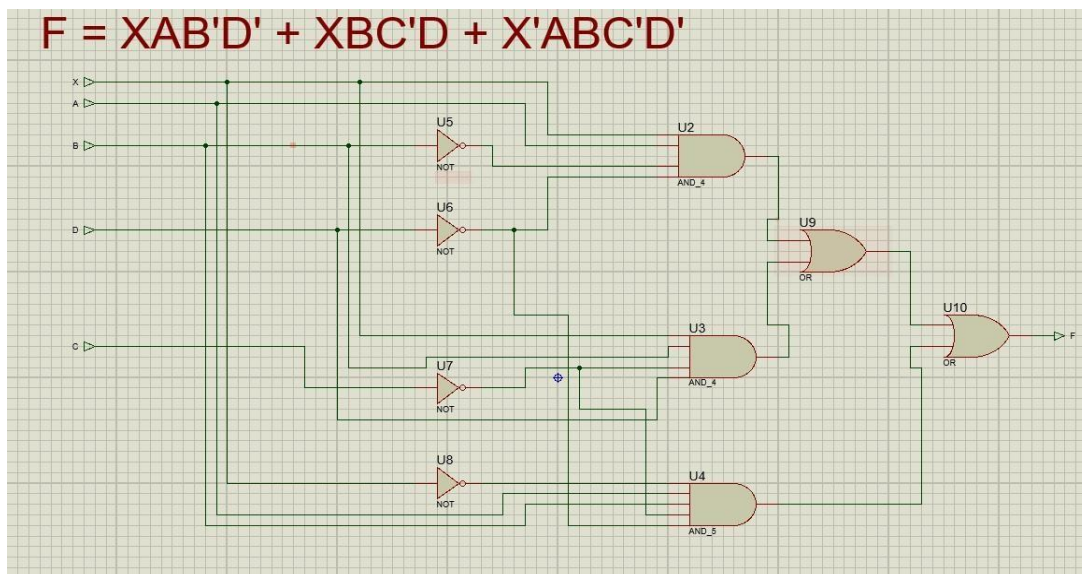 F = XAB'D' + XBC'D + X'ABC'D'
X
A
U5
U2
B
NOT
AND_4
U6
U9
D
NOT
OR
U10
U3
F
C
U7
OR
AND_4
NOT
U8
U4
NOT
AND_5